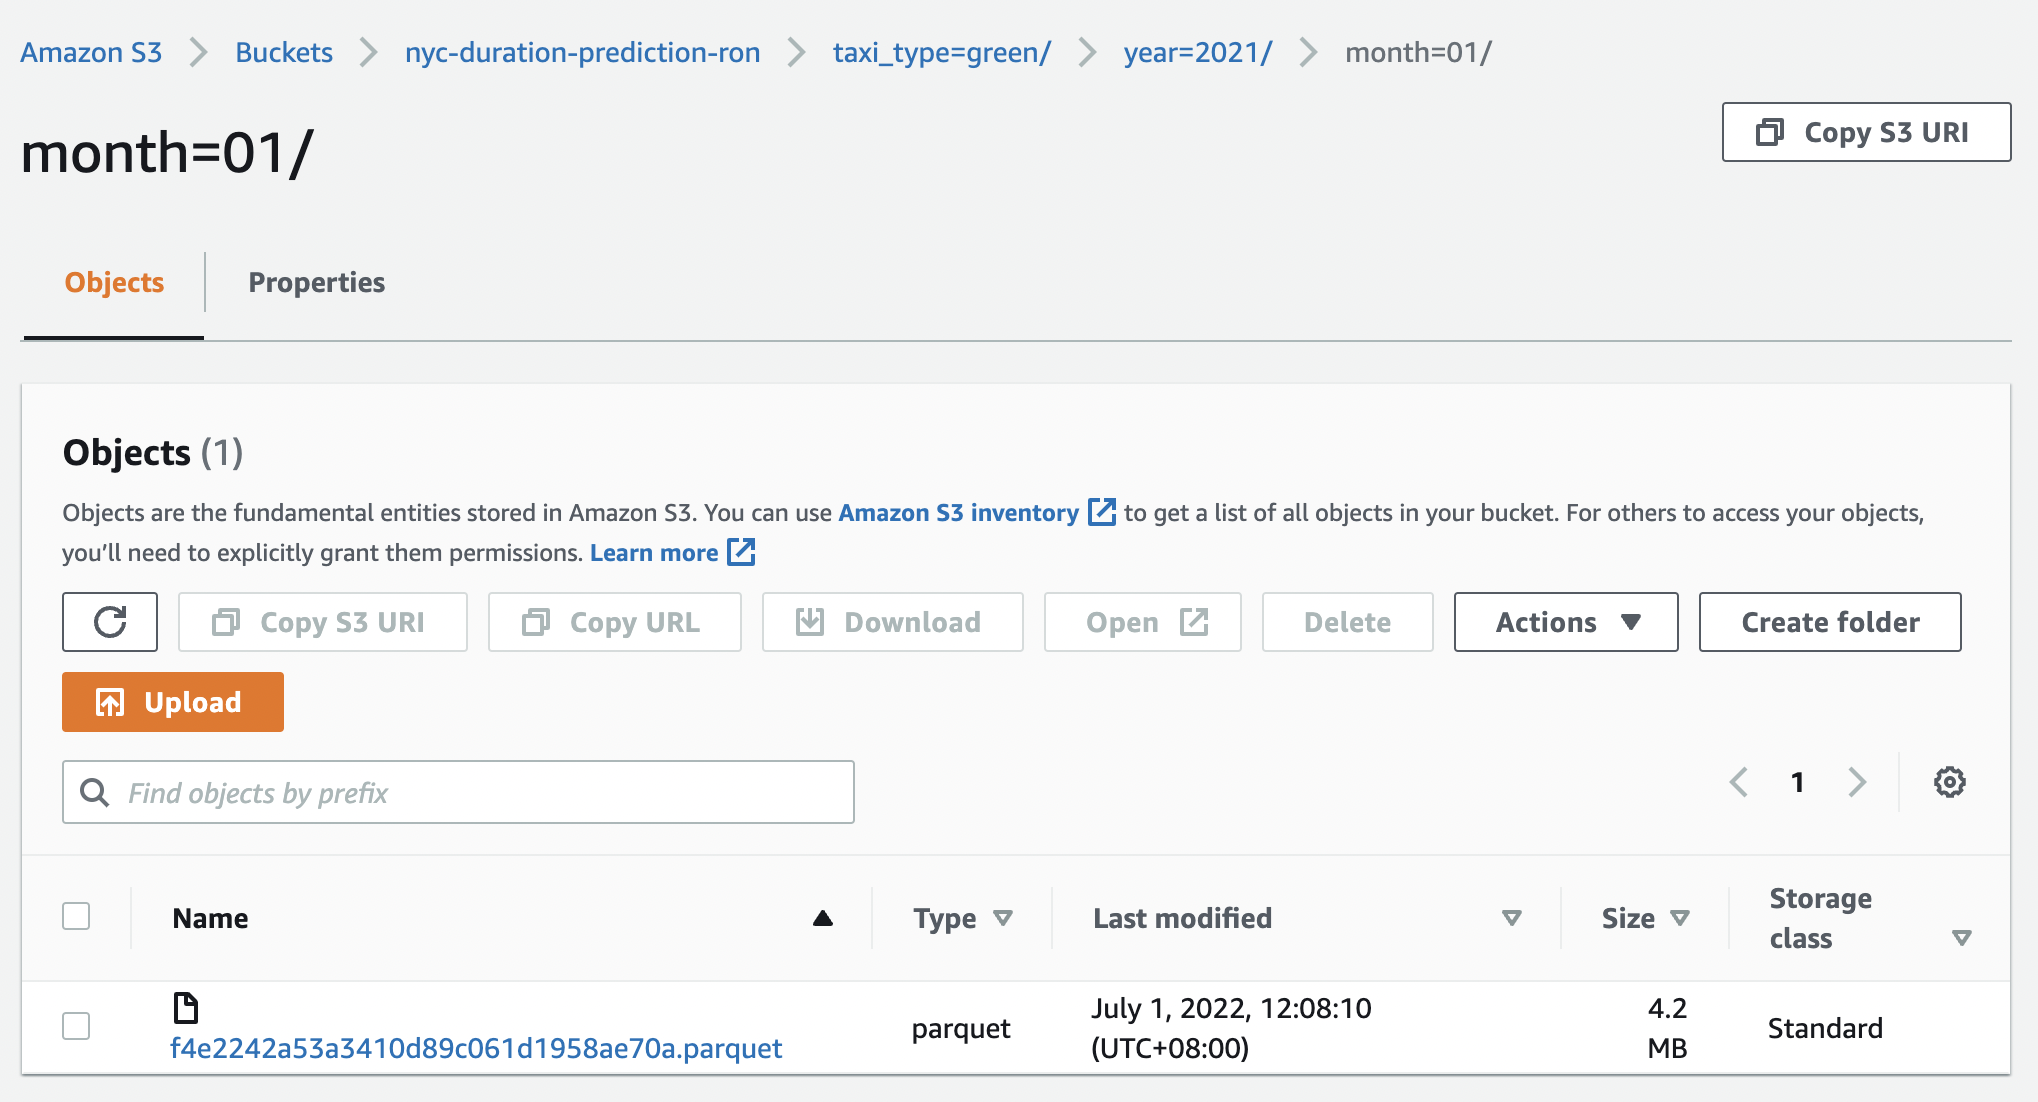 Amazon S3 Buckets nyc-duration-prediction-ron taxi_type=green/ year=2021/ month=01/
month=01/
Copy S3 URI
Objects Properties
Objects (1)
Objects are the fundamental entities stored in Amazon S3. You can use Amazon S3 inventory to get a list of all objects in your bucket. For others to access your objects,
you’ll need to explicitly grant them permissions. Learn more
Copy S3 URI Copy URL Download Open Delete Actions Create folder
Upload
Find objects by prefix
1
Name Type Last modified Size Storage class
f4e2242a53a3410d89c061d1958ae70a.parquet parquet July 1, 2022, 12:08:10 (UTC+08:00) 4.2 MB Standard